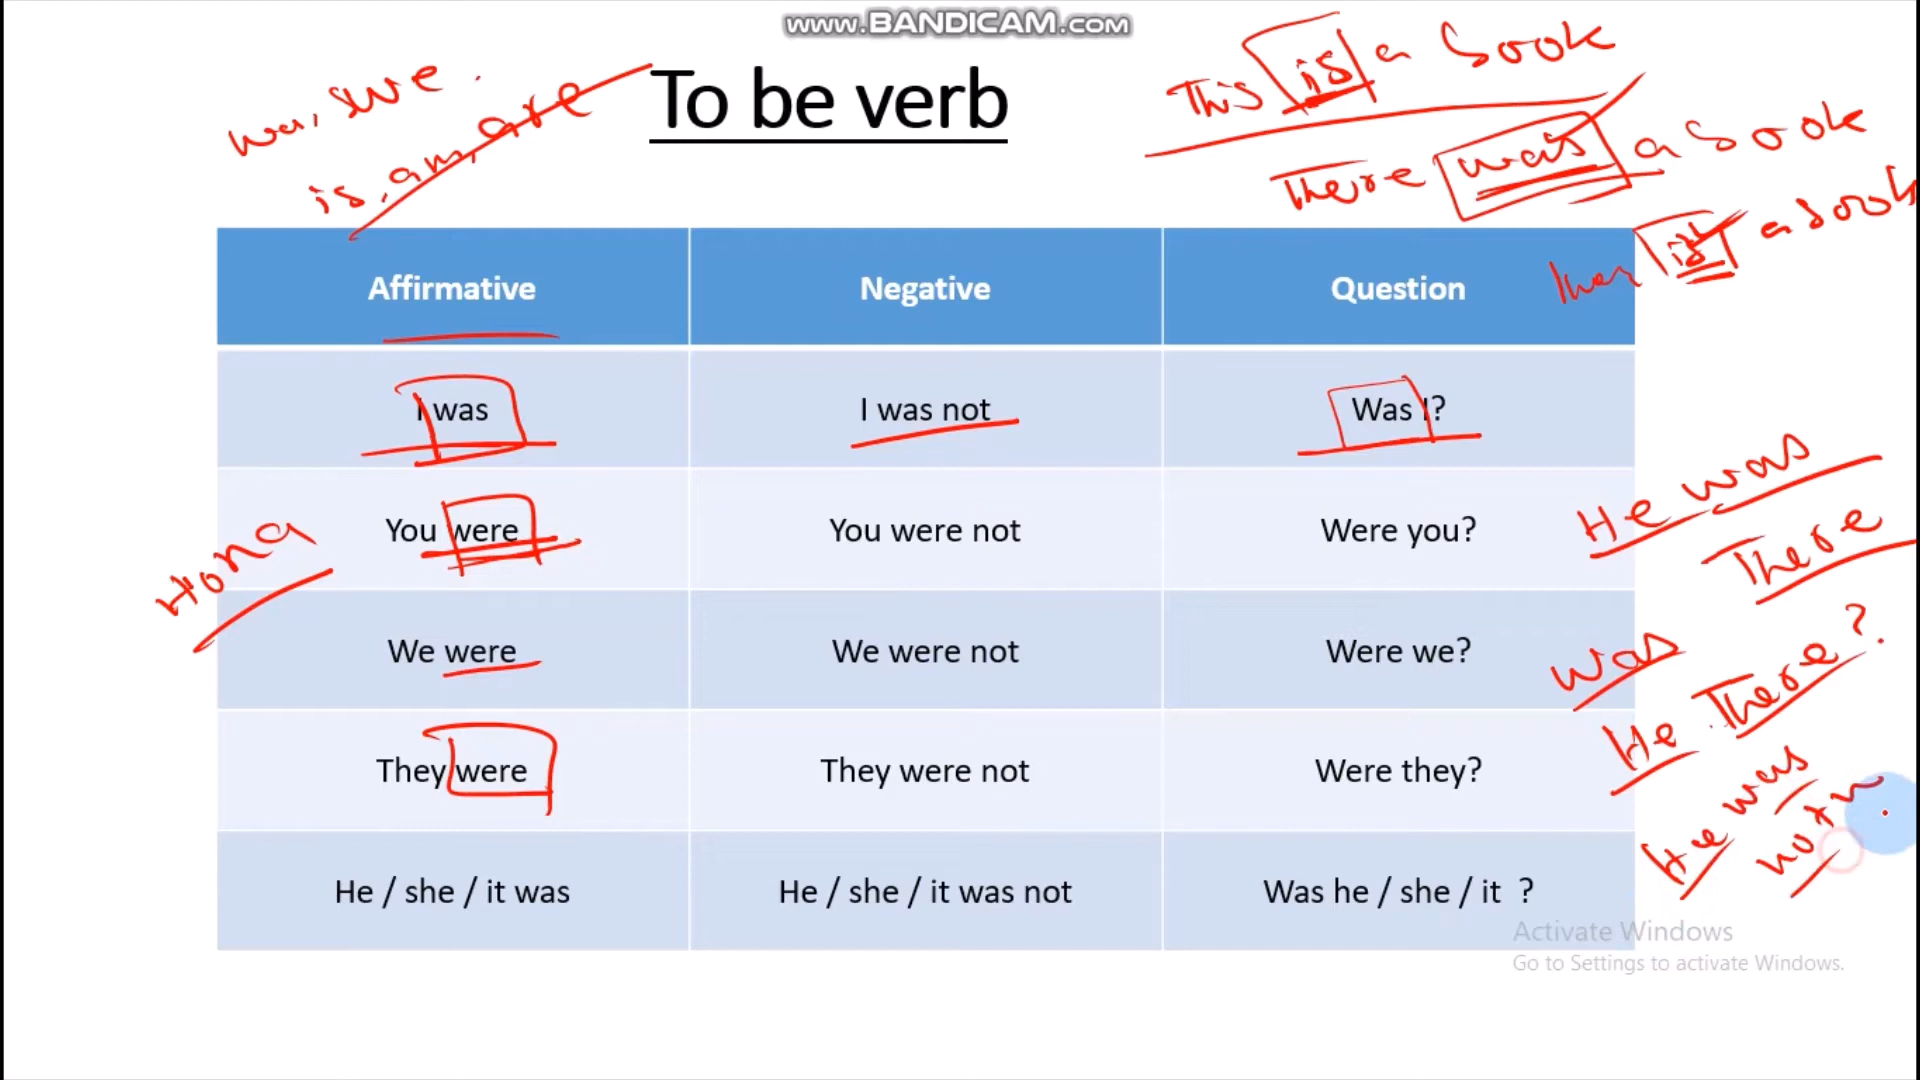 www.BANDICAM.com
To be verb
is, am, are
This is a book
There was a book
is a book
Affirmative Negative Question
I was I was not Was I?
You were You were not Were you?
We were We were not Were we?
They were They were not Were they?
He / she / it was He / she / it was not Was he / she / it ?
Hona
He was
There
Was
He There?
He was
not
Activate Windows
Go to Settings to activate Windows.